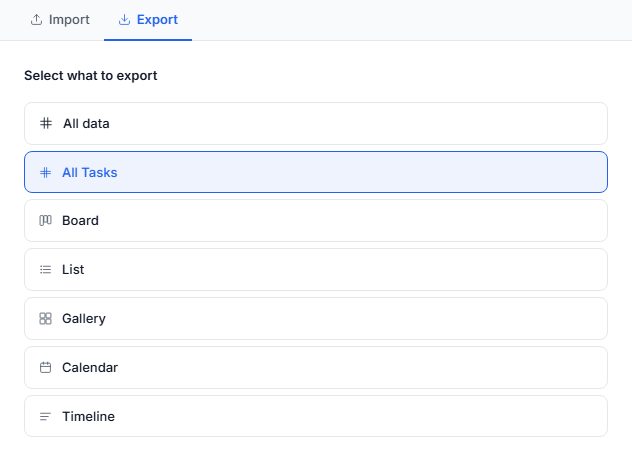 Import Export
Select what to export
All data
All Tasks
Board
List
Gallery
Calendar
Timeline